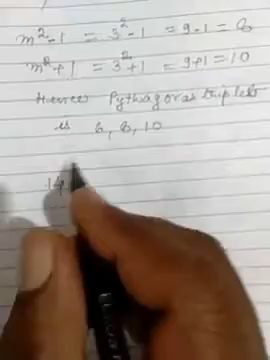 m² - 1 = 3² - 1 = 9 - 1 = 8
m² + 1 = 3² + 1 = 9 + 1 = 10
Hence Pythagoras triplets
is 6, 8, 10
14